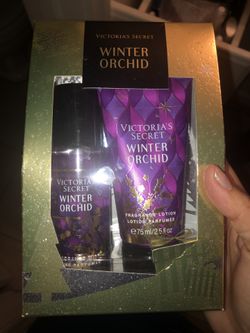 VICTORIA'S SECRET
WINTER
ORCHID
VICTORIA'S
SECRET
WINTER
ORCHID
FRAGRANCE LOTION
LOTION PARFUMÉE
℮75ml/2.5 fl oz
VICTORIA'S
SECRET
WINTER
ORCHID